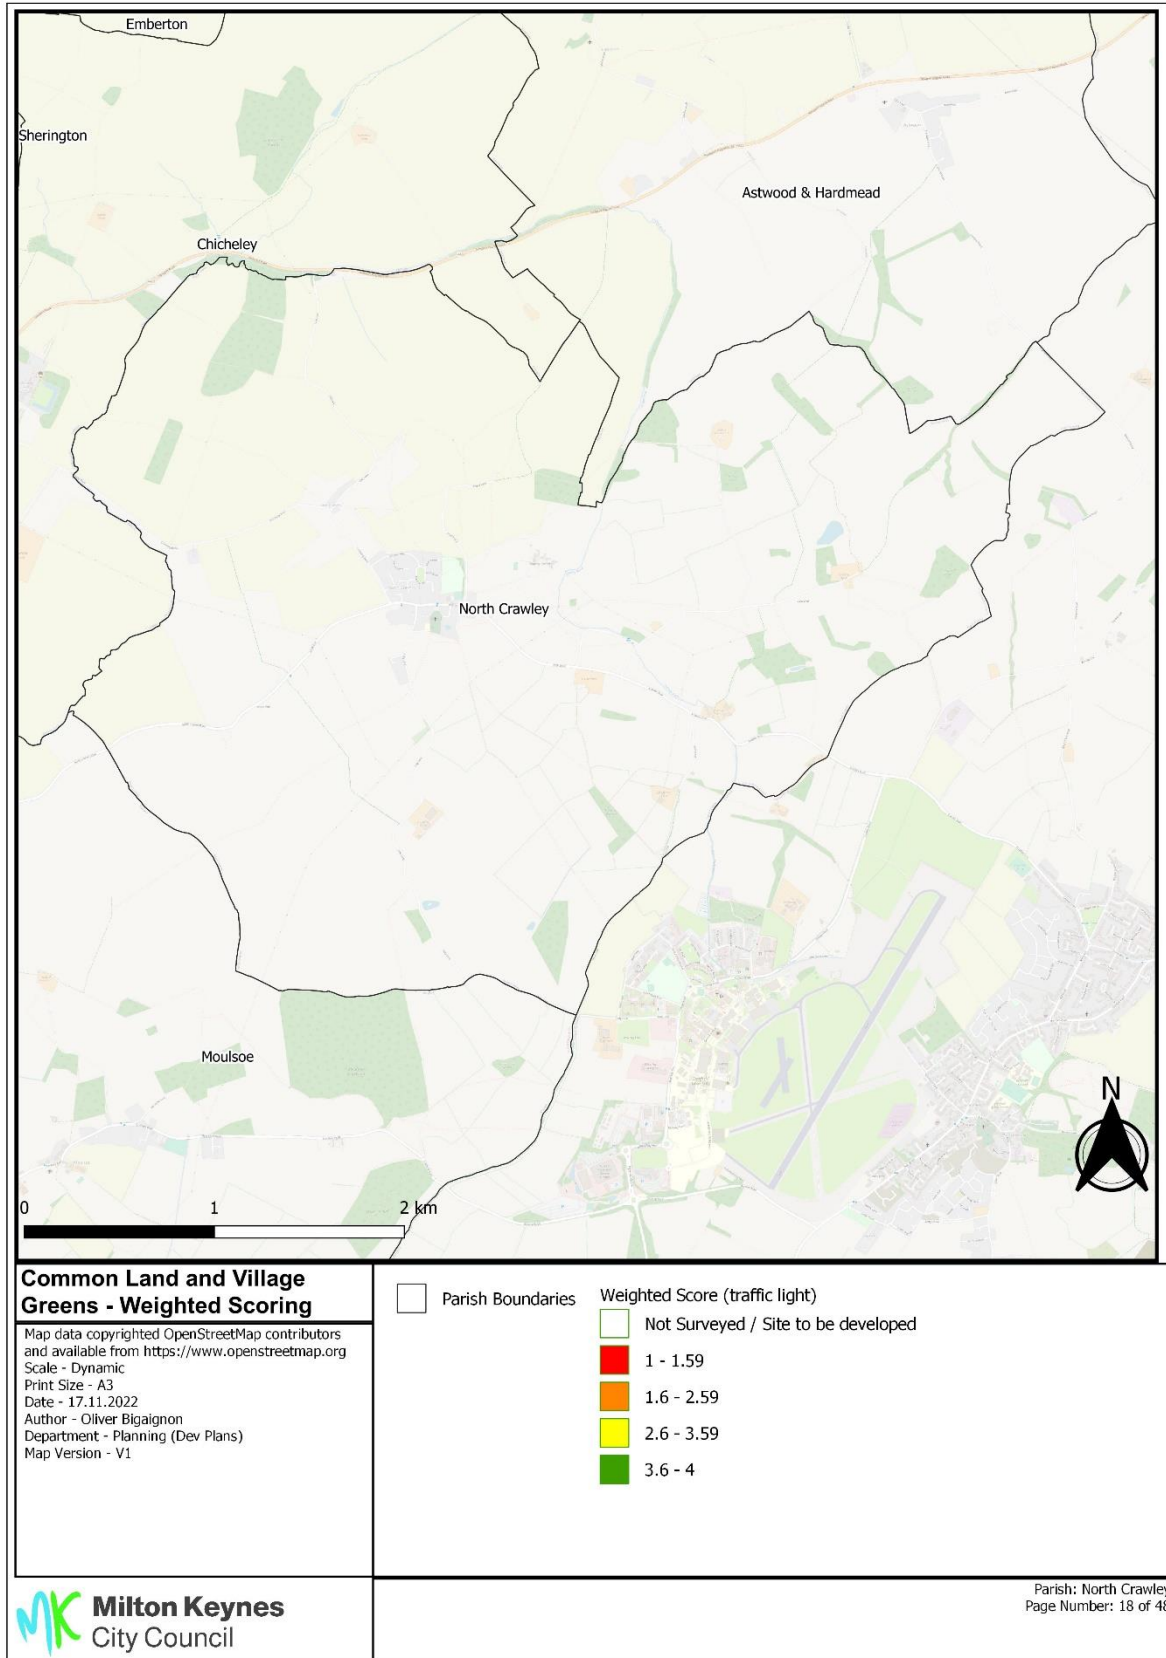 Emberton
Sherington
Astwood & Hardmead
Chicheley
North Crawley
Moulsoe
N
0 1 2 km
Common Land and Village
Greens - Weighted Scoring
Map data copyrighted OpenStreetMap contributors
and available from https://www.openstreetmap.org
Scale - Dynamic
Print Size - A3
Date - 17.11.2022
Author - Oliver Bigaignon
Department - Planning (Dev Plans)
Map Version - V1
Parish Boundaries
Weighted Score (traffic light)
Not Surveyed / Site to be developed
1 - 1.59
1.6 - 2.59
2.6 - 3.59
3.6 - 4
MK Milton Keynes
City Council
Parish: North Crawley
Page Number: 18 of 48